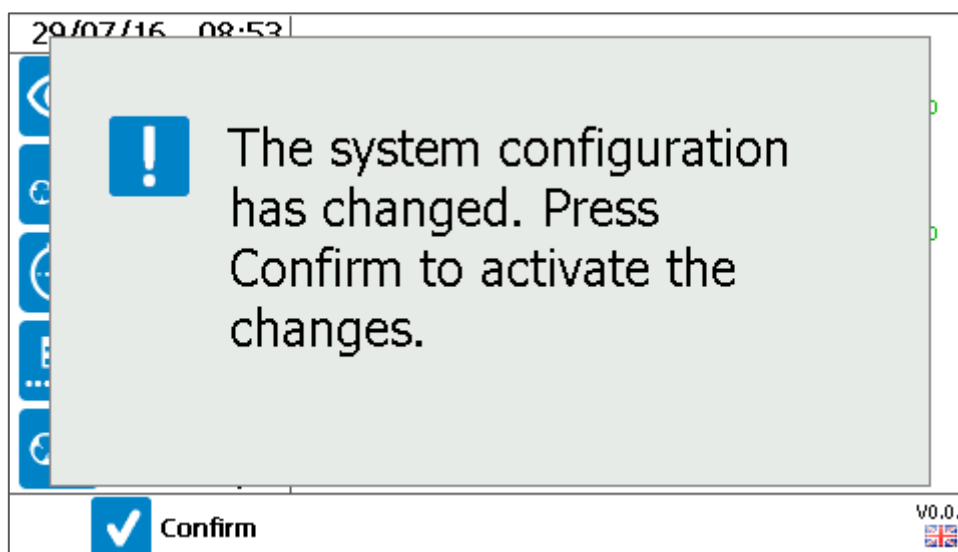 29/07/16 08:53
The system configuration
has changed. Press
Confirm to activate the
changes.
Confirm
V0.0.